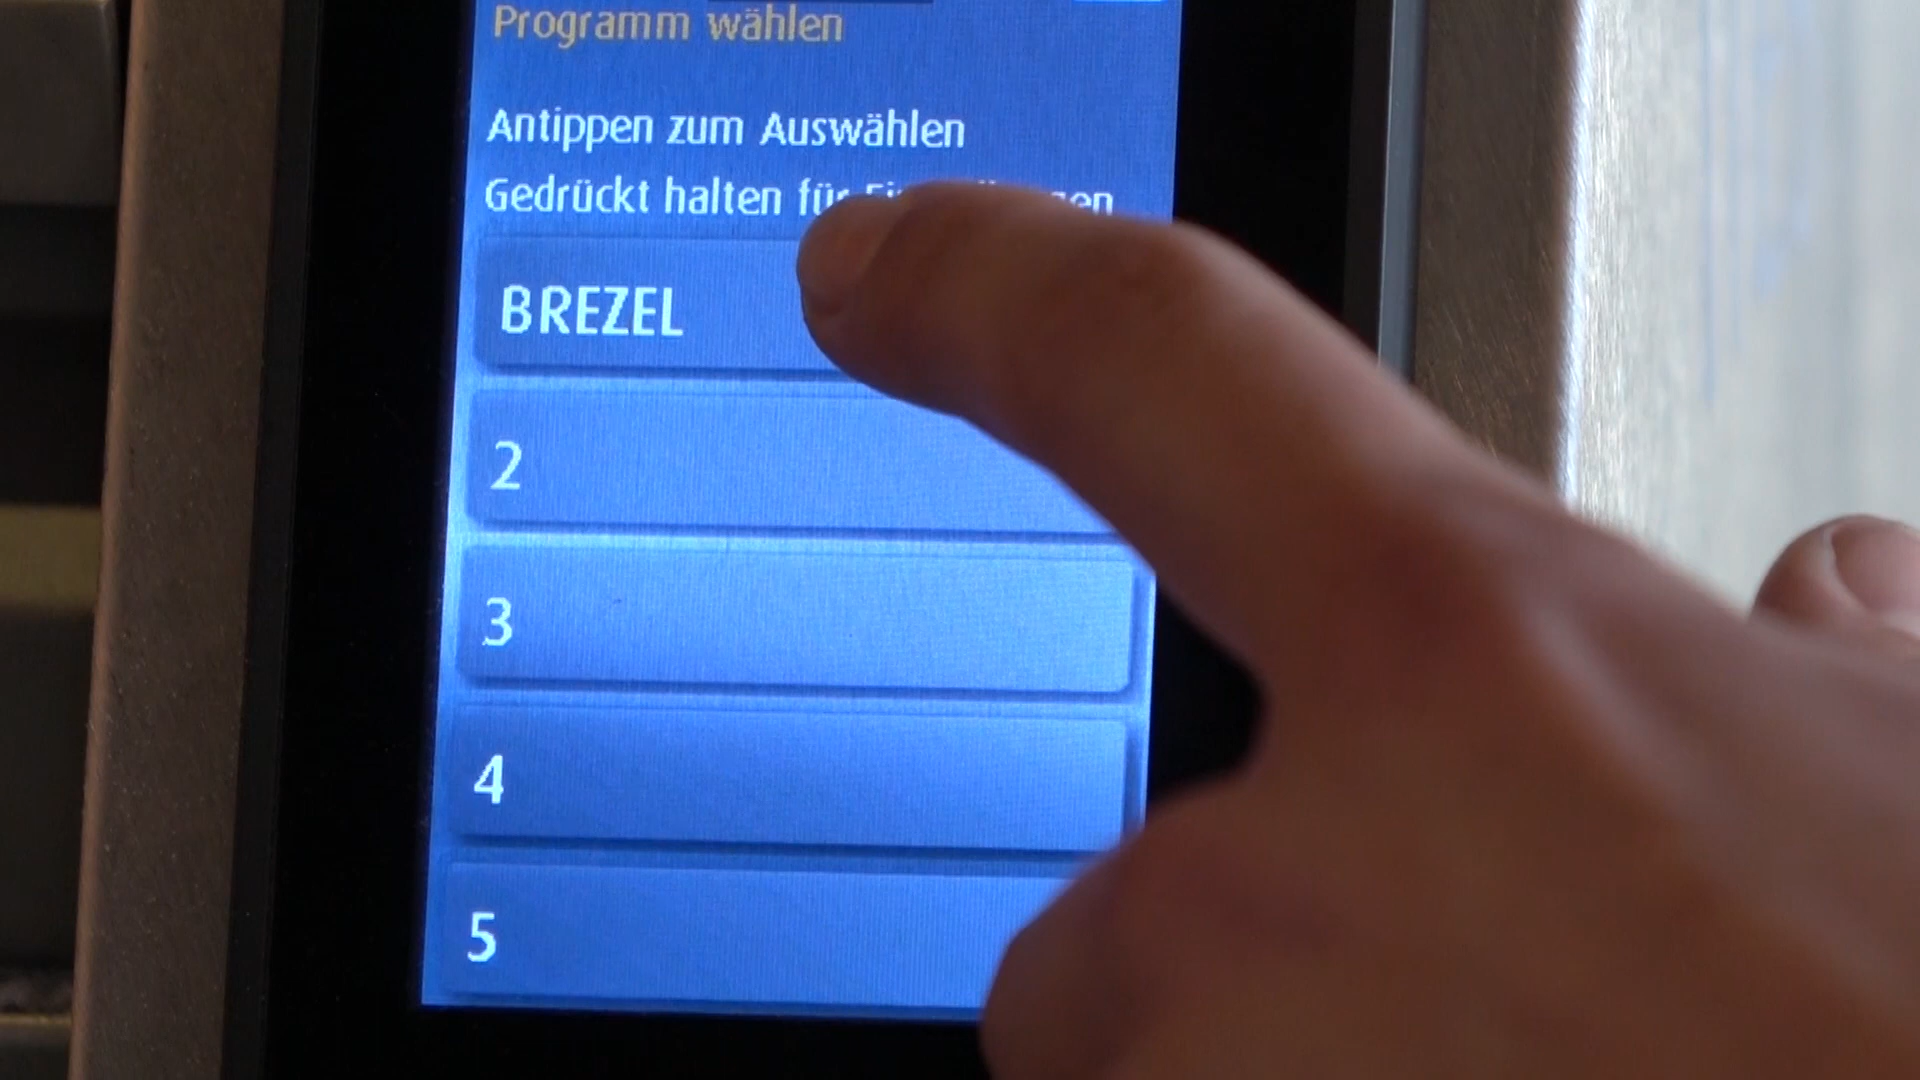 Programm wählen
Antippen zum Auswählen
Gedrückt halten für
BREZEL
2
3
4
5